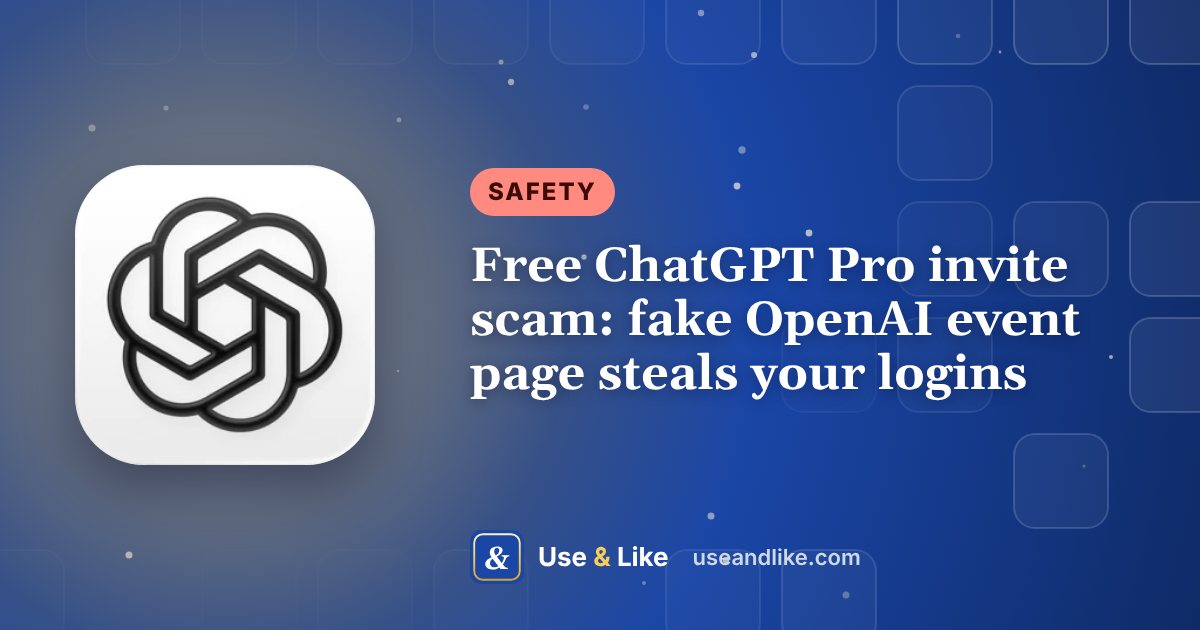 SAFETY
Free ChatGPT Pro invite
scam: fake OpenAI event
page steals your logins
& Use & Like useandlike.com